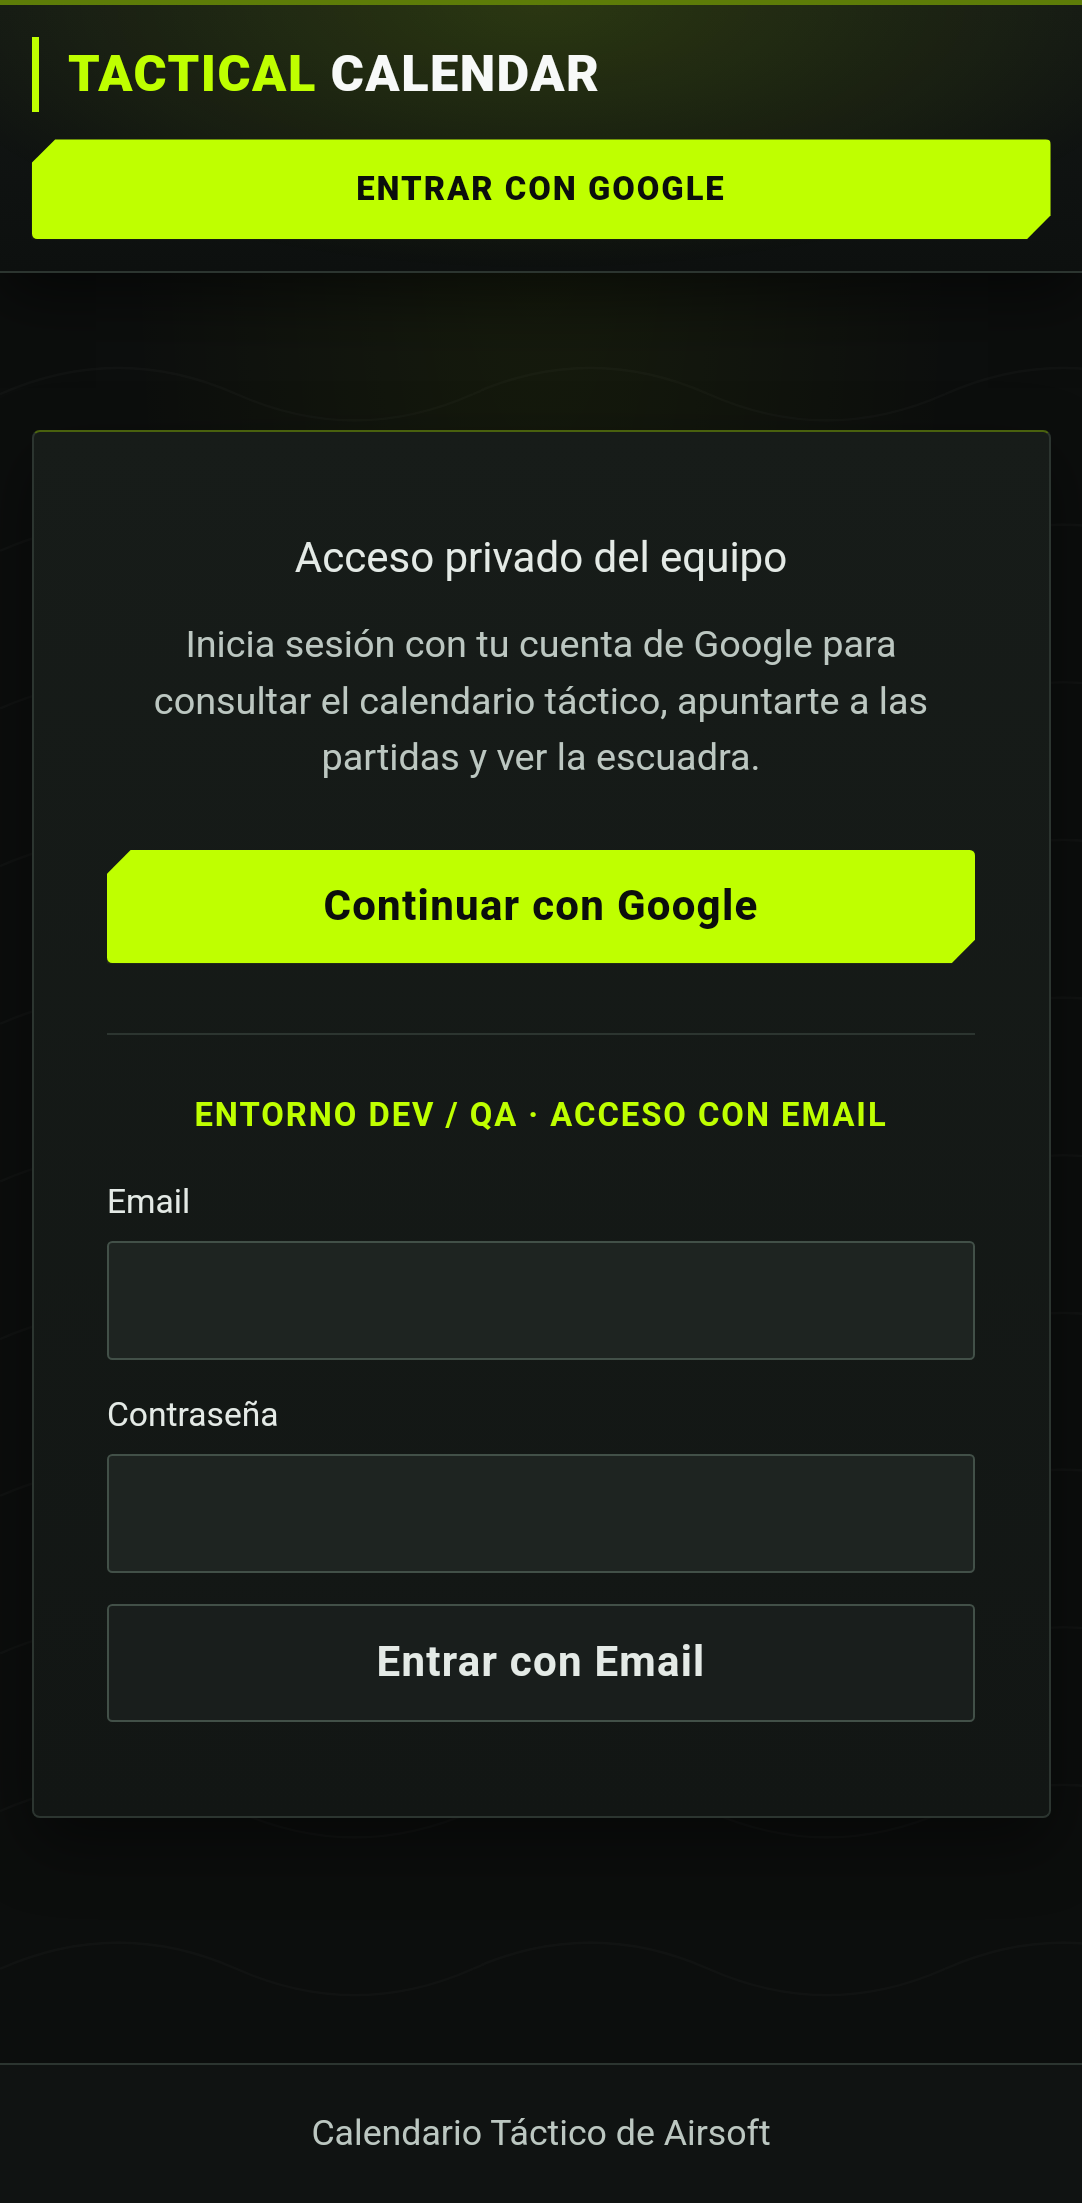 TACTICAL CALENDAR
ENTRAR CON GOOGLE
Acceso privado del equipo
Inicia sesión con tu cuenta de Google para
consultar el calendario táctico, apuntarte a las
partidas y ver la escuadra.
Continuar con Google
ENTORNO DEV / QA · ACCESO CON EMAIL
Email
Contraseña
Entrar con Email
Calendario Táctico de Airsoft